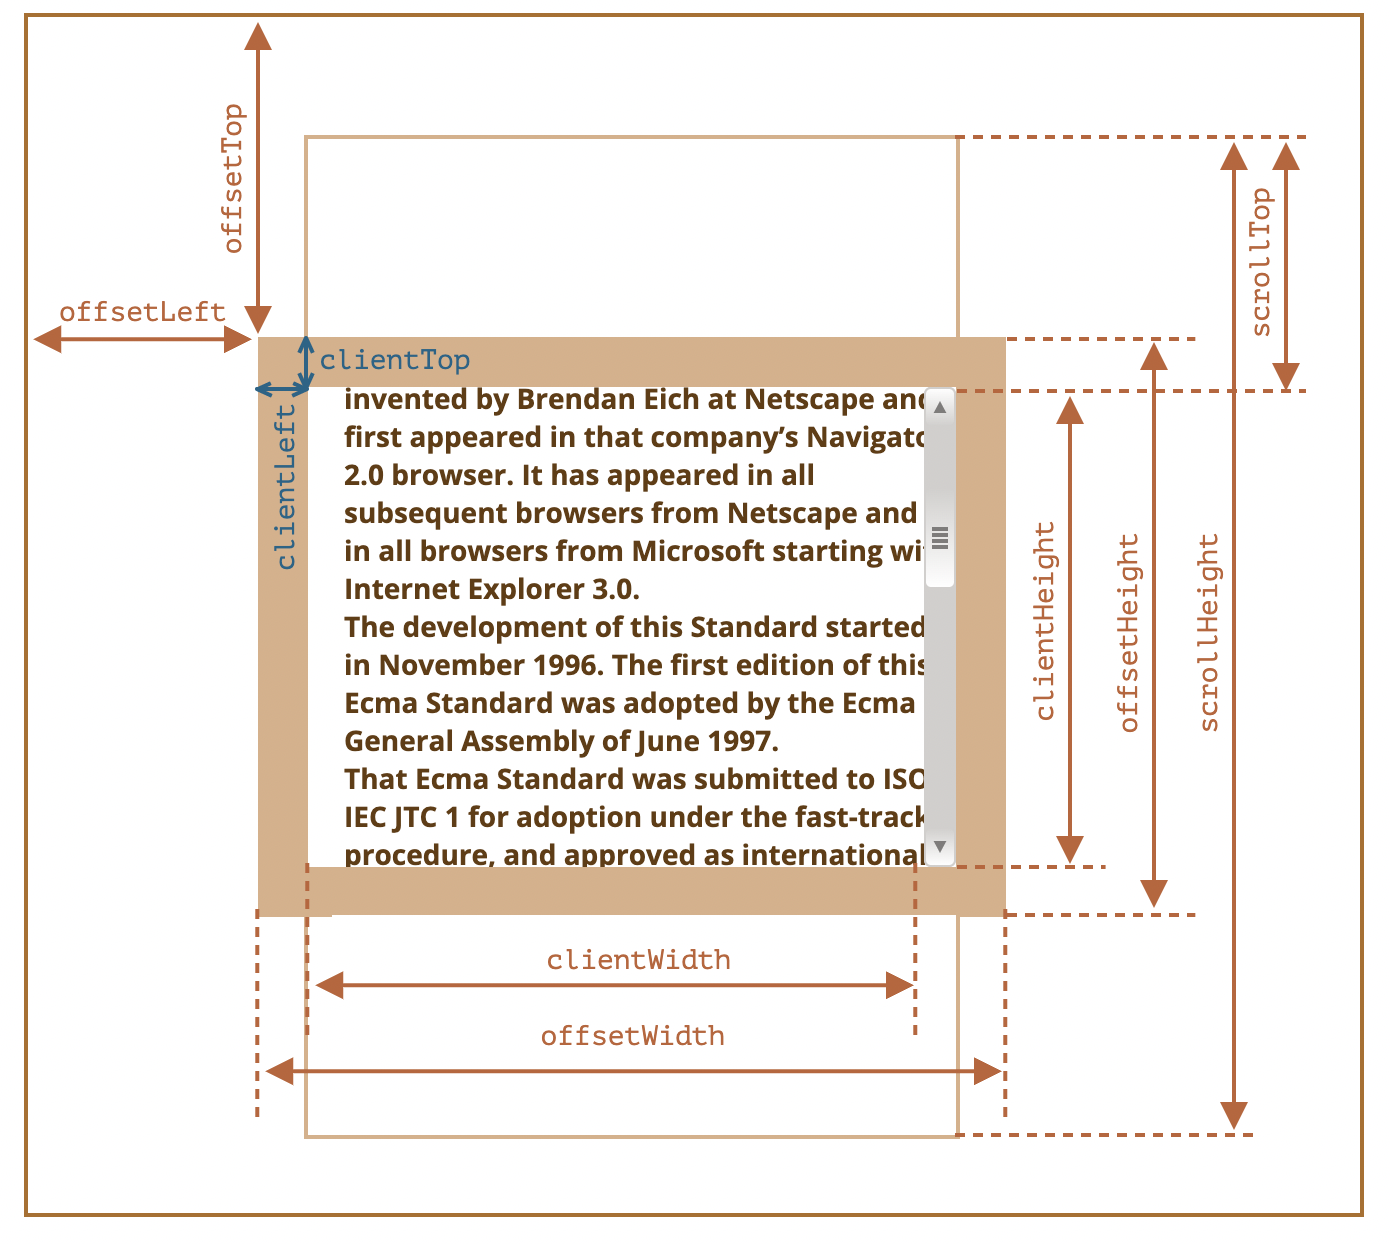 offsetTop
scrollTop
offsetLeft
clientTop
clientLeft
invented by Brendan Eich at Netscape and
first appeared in that company’s Navigato
2.0 browser. It has appeared in all
subsequent browsers from Netscape and
in all browsers from Microsoft starting wi
Internet Explorer 3.0.
The development of this Standard started
in November 1996. The first edition of this
Ecma Standard was adopted by the Ecma
General Assembly of June 1997.
That Ecma Standard was submitted to ISO
IEC JTC 1 for adoption under the fast-track
procedure, and approved as international
clientHeight
offsetHeight
scrollHeight
clientWidth
offsetWidth